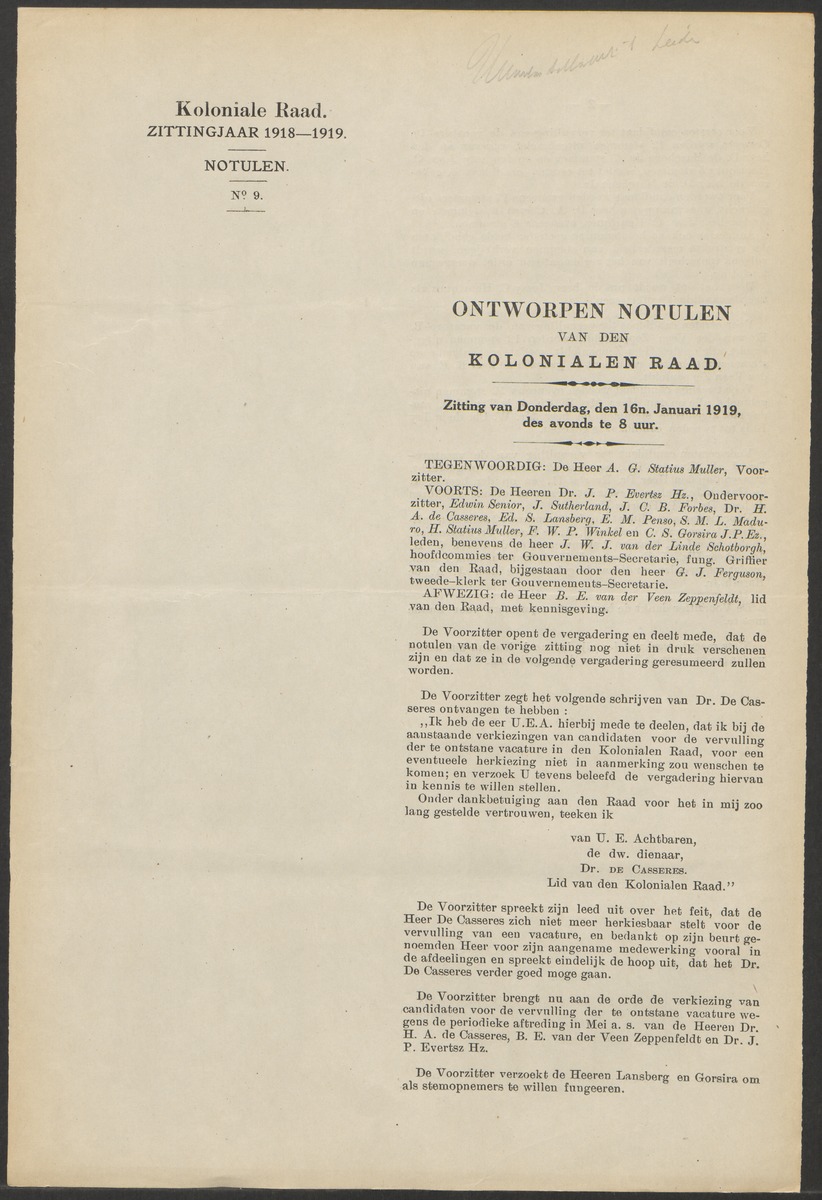 Koloniale Raad.
ZITTINGJAAR 1918—1919.
NOTULEN.
Nº 9.
ONTWORPEN NOTULEN
VAN DEN
KOLONIALEN RAAD.
Zitting van Donderdag, den 16n. Januari 1919,
des avonds te 8 uur.
TEGENWOORDIG: De Heer A. G. Statius Muller, Voor-
zitter.
VOORTS: De Heeren Dr. J. P. Evertsz Hz., Ondervoor-
zitter, Edwin Senior, J. Sutherland, J. C. B. Forbes, Dr. H.
A. de Casseres, Ed. S. Lansberg, E. M. Penso, S. M. L. Madu-
ro, H. Statius Muller, F. W. P. Winkel en C. S. Gorsira J.P.Ez.,
leden, benevens de heer J. W. J. van der Linde Schotborgh,
hoofdcommies ter Gouvernements-Secretarie, fung. Griffier
van den Raad, bijgestaan door den heer G. J. Ferguson,
tweede-klerk ter Gouvernements-Secretarie.
AFWEZIG: de Heer B. E. van der Veen Zeppenfeldt, lid
van den Raad, met kennisgeving.
De Voorzitter opent de vergadering en deelt mede, dat de
notulen van de vorige zitting nog niet in druk verschenen
zijn en dat ze in de volgende vergadering geresumeerd zullen
worden.
De Voorzitter zegt het volgende schrijven van Dr. De Cas-
seres ontvangen te hebben :
,,Ik heb de eer U.E.A. hierbij mede te deelen, dat ik bij de
aanstaande verkiezingen van candidaten voor de vervulling
der te ontstane vacature in den Kolonialen Raad, voor een
eventueele herkiezing niet in aanmerking zou wenschen te
komen; en verzoek U tevens beleefd de vergadering hiervan
in kennis te willen stellen.
Onder dankbetuiging aan den Raad voor het in mij zoo
lang gestelde vertrouwen, teeken ik
van U. E. Achtbaren,
de dw. dienaar,
Dr. DE CASSERES.
Lid van den Kolonialen Raad.”
De Voorzitter spreekt zijn leed uit over het feit, dat de
Heer De Casseres zich niet meer herkiesbaar stelt voor de
vervulling van een vacature, en bedankt op zijn beurt ge-
noemden Heer voor zijn aangename medewerking vooral in
de afdeelingen en spreekt eindelijk de hoop uit, dat het Dr.
De Casseres verder goed moge gaan.
De Voorzitter brengt nu aan de orde de verkiezing van
candidaten voor de vervulling der te ontstane vacature we-
gens de periodieke aftreding in Mei a. s. van de Heeren Dr.
H. A. de Casseres, B. E. van der Veen Zeppenfeldt en Dr. J.
P. Evertsz Hz.
De Voorzitter verzoekt de Heeren Lansberg en Gorsira om
als stemopnemers te willen fungeeren.